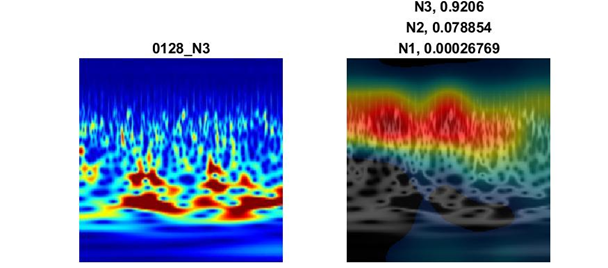 N3, 0.9206
N2, 0.078854
N1, 0.00026769
0128_N3